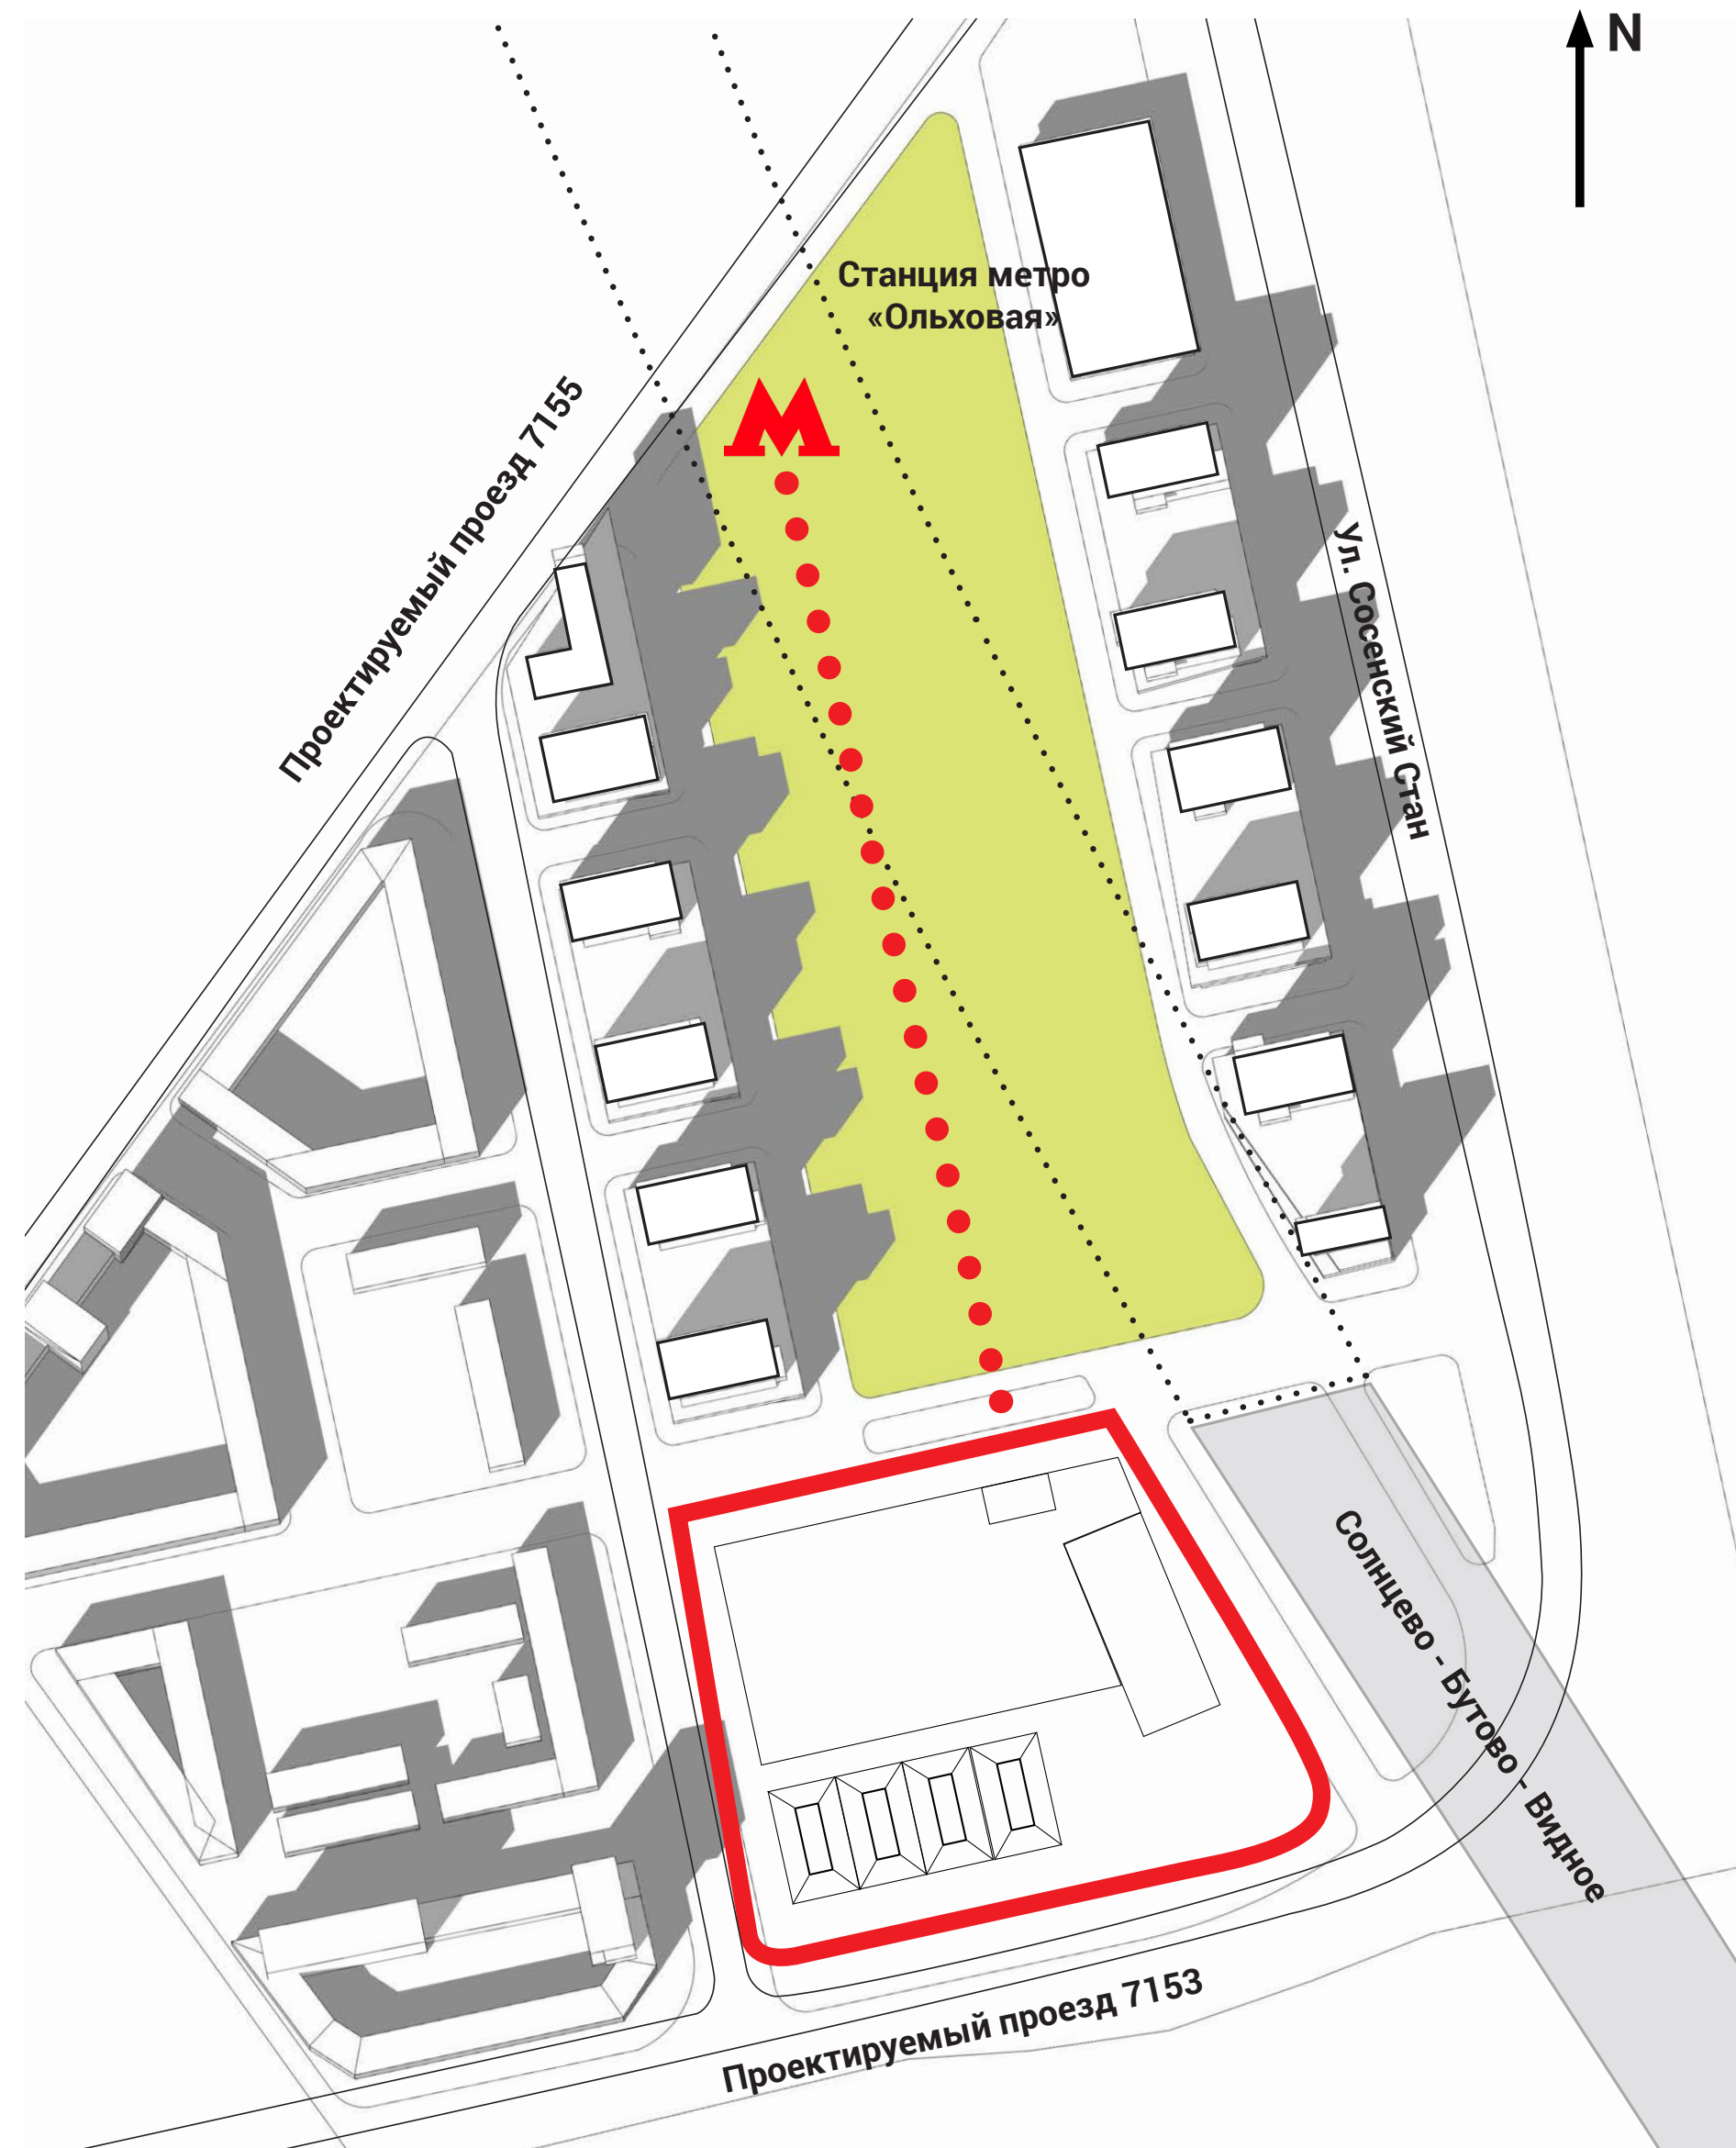 N
Станция метро
«Ольховая»
Проектируемый проезд 7155
Ул. Сосенский Стан
Солнцево - Бутово - Видное
Проектируемый проезд 7153